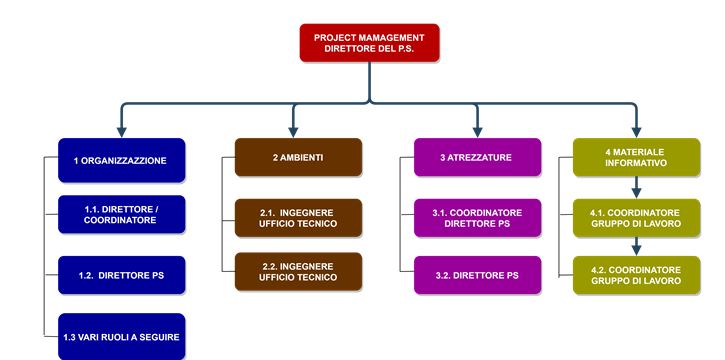 PROJECT MAMAGEMENT
DIRETTORE DEL P.S.
1 ORGANIZZAZZIONE
2 AMBIENTI
3 ATREZZATURE
4 MATERIALE
INFORMATIVO
1.1. DIRETTORE /
COORDINATORE
2.1. INGEGNERE
UFFICIO TECNICO
3.1. COORDINATORE
DIRETTORE PS
4.1. COORDINATORE
GRUPPO DI LAVORO
1.2. DIRETTORE PS
2.2. INGEGNERE
UFFICIO TECNICO
3.2. DIRETTORE PS
4.2. COORDINATORE
GRUPPO DI LAVORO
1.3 VARI RUOLI A SEGUIRE